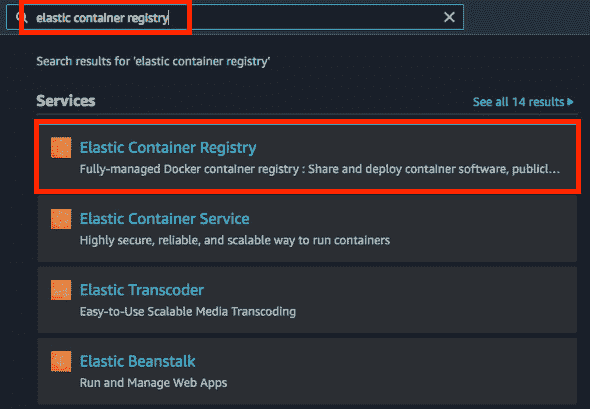 elastic container registry
Search results for 'elastic container registry'
Services
See all 14 results
Elastic Container Registry
Fully-managed Docker container registry : Share and deploy container software, publicl...
Elastic Container Service
Highly secure, reliable, and scalable way to run containers
Elastic Transcoder
Easy-to-Use Scalable Media Transcoding
Elastic Beanstalk
Run and Manage Web Apps